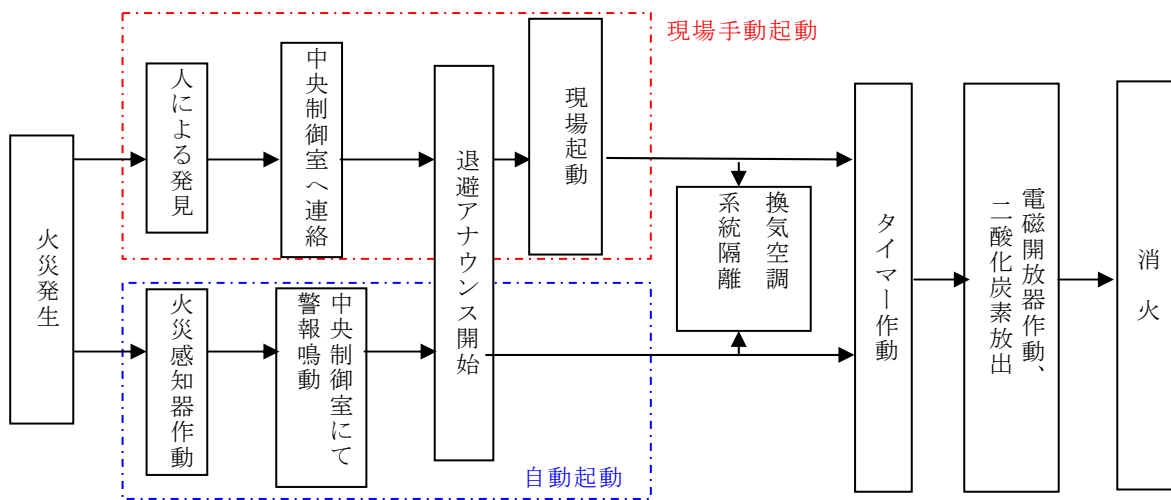 現場手動起動
火災発生
人による発見
中央制御室へ連絡
退避アナウンス開始
現場起動
換気空調
系統隔離
火災感知器作動
中央制御室にて
警報鳴動
自動起動
タイマー作動
電磁開放器作動、
二酸化炭素放出
消火